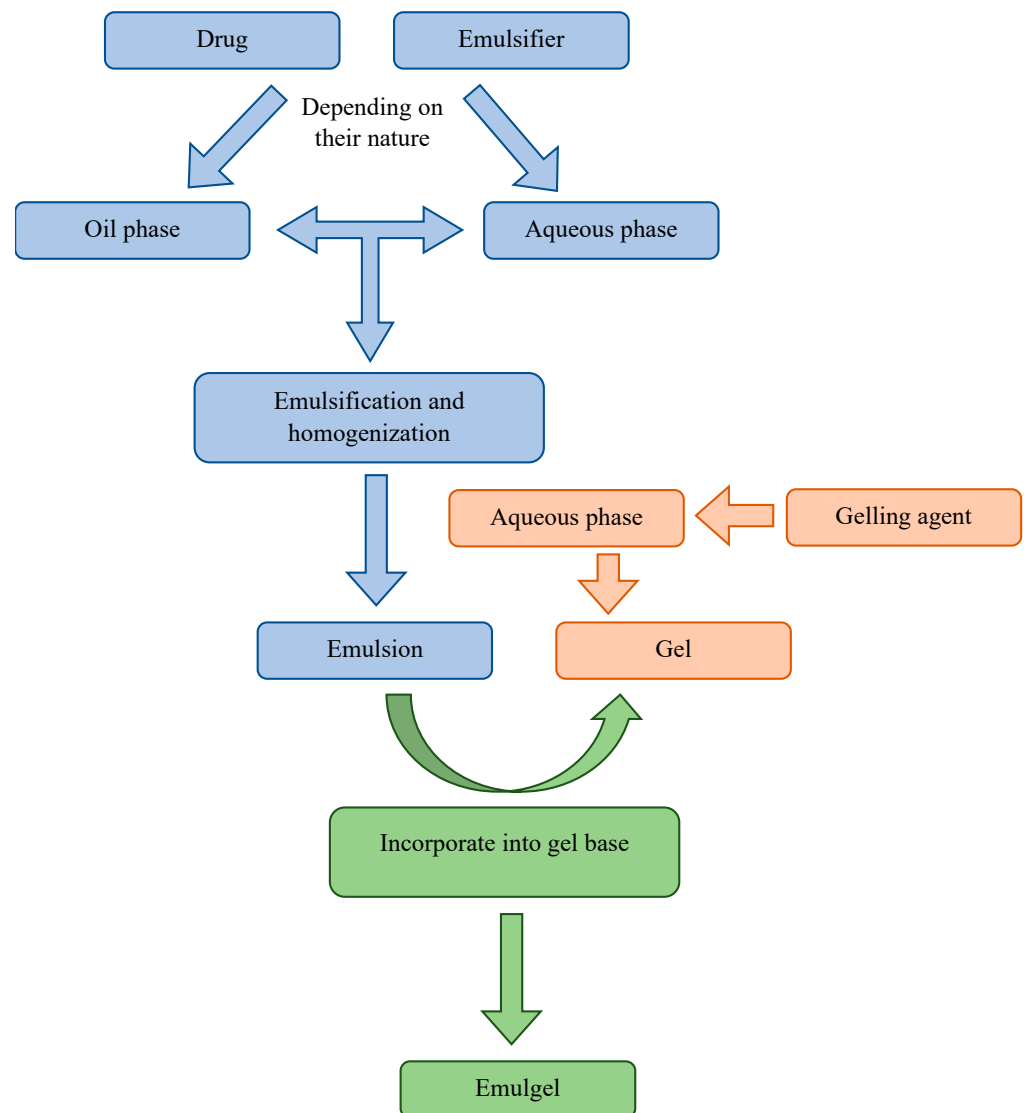 Drug
Emulsifier
Depending on
their nature
Oil phase
Aqueous phase
Emulsification and
homogenization
Aqueous phase
Gelling agent
Emulsion
Gel
Incorporate into gel base
Emulgel